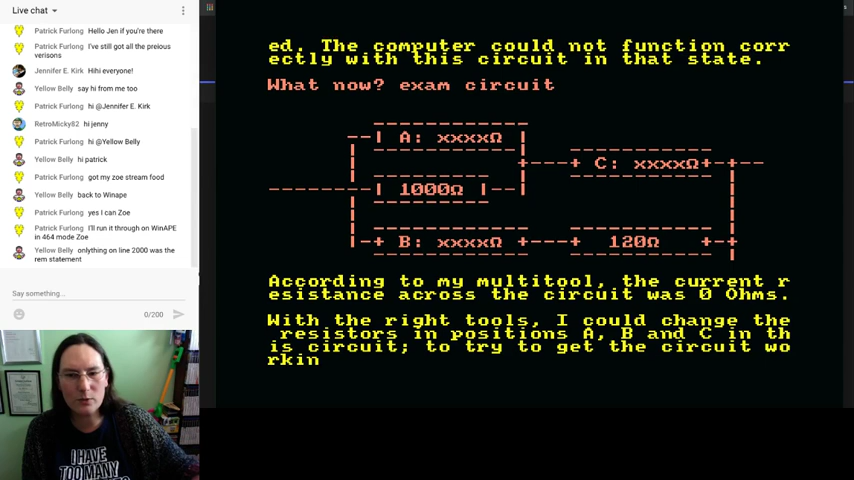 Live chat
Patrick Furlong Hello Jen if you're there
Patrick Furlong I've still got all the preious
verisons
Jennifer E. Kirk Hihi everyone!
Yellow Belly say hi from me too
Patrick Furlong hi @Jennifer E. Kirk
RetroMicky82 hi jenny
Patrick Furlong hi @Yellow Belly
Yellow Belly hi patrick
Patrick Furlong got my zoe stream food
Yellow Belly back to Winape
Patrick Furlong yes I can Zoe
Patrick Furlong I'll run it through on WinAPE
in 464 mode Zoe
Yellow Belly onlything on line 2000 was the
rem statement
Say something...
0/200
I HAVE
TOO MANY
ed. The computer could not function corr
ectly with this circuit in that state.
What now? exam circuit
A: xxxxΩ
C: xxxxΩ
1000Ω
B: xxxxΩ
120Ω
According to my multitool, the current r
esistance across the circuit was 0 Ohms.
With the right tools, I could change the
resistors in positions A, B and C in th
is circuit; to try to get the circuit wo
rkin